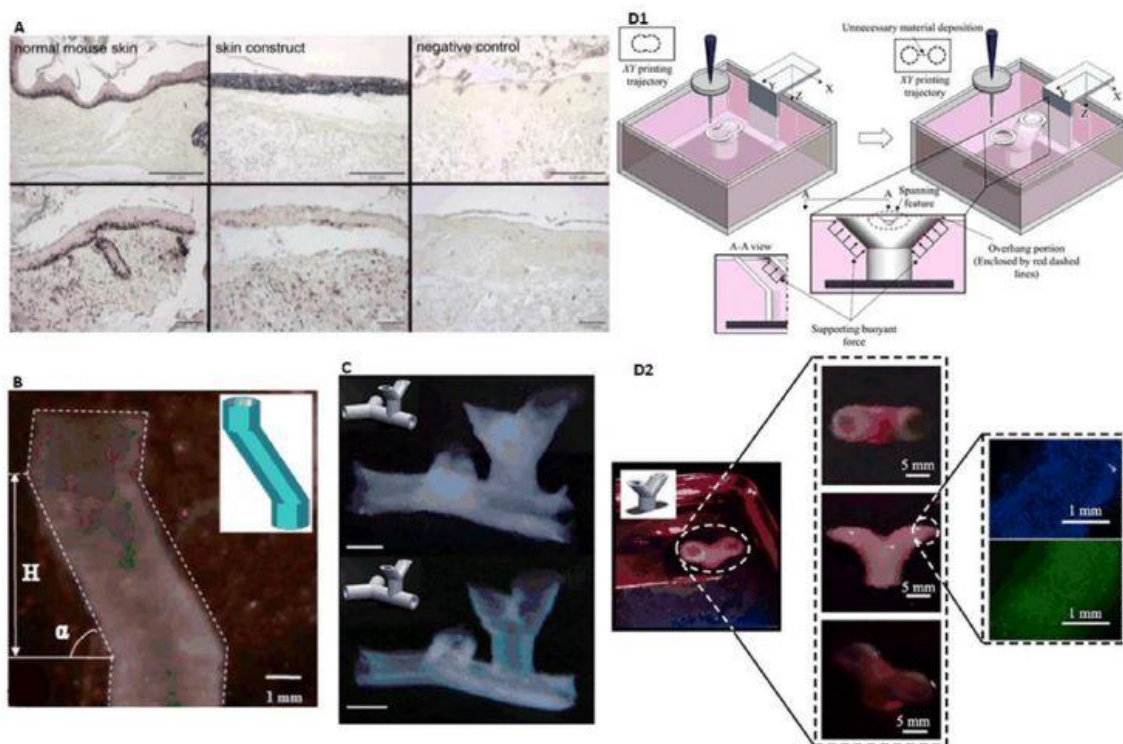 A
normal mouse skin
skin construct
negative control
D1
Unnecessary material deposition
XY printing
trajectory
XY printing
trajectory
Y
X
Z
Y
X
Z
A
A
Spanning
feature
A-A view
Overhang portion
(Enclosed by red dashed
lines)
Supporting buoyant
force
B
H
α
1 mm
C
D2
5 mm
5 mm
5 mm
1 mm
1 mm